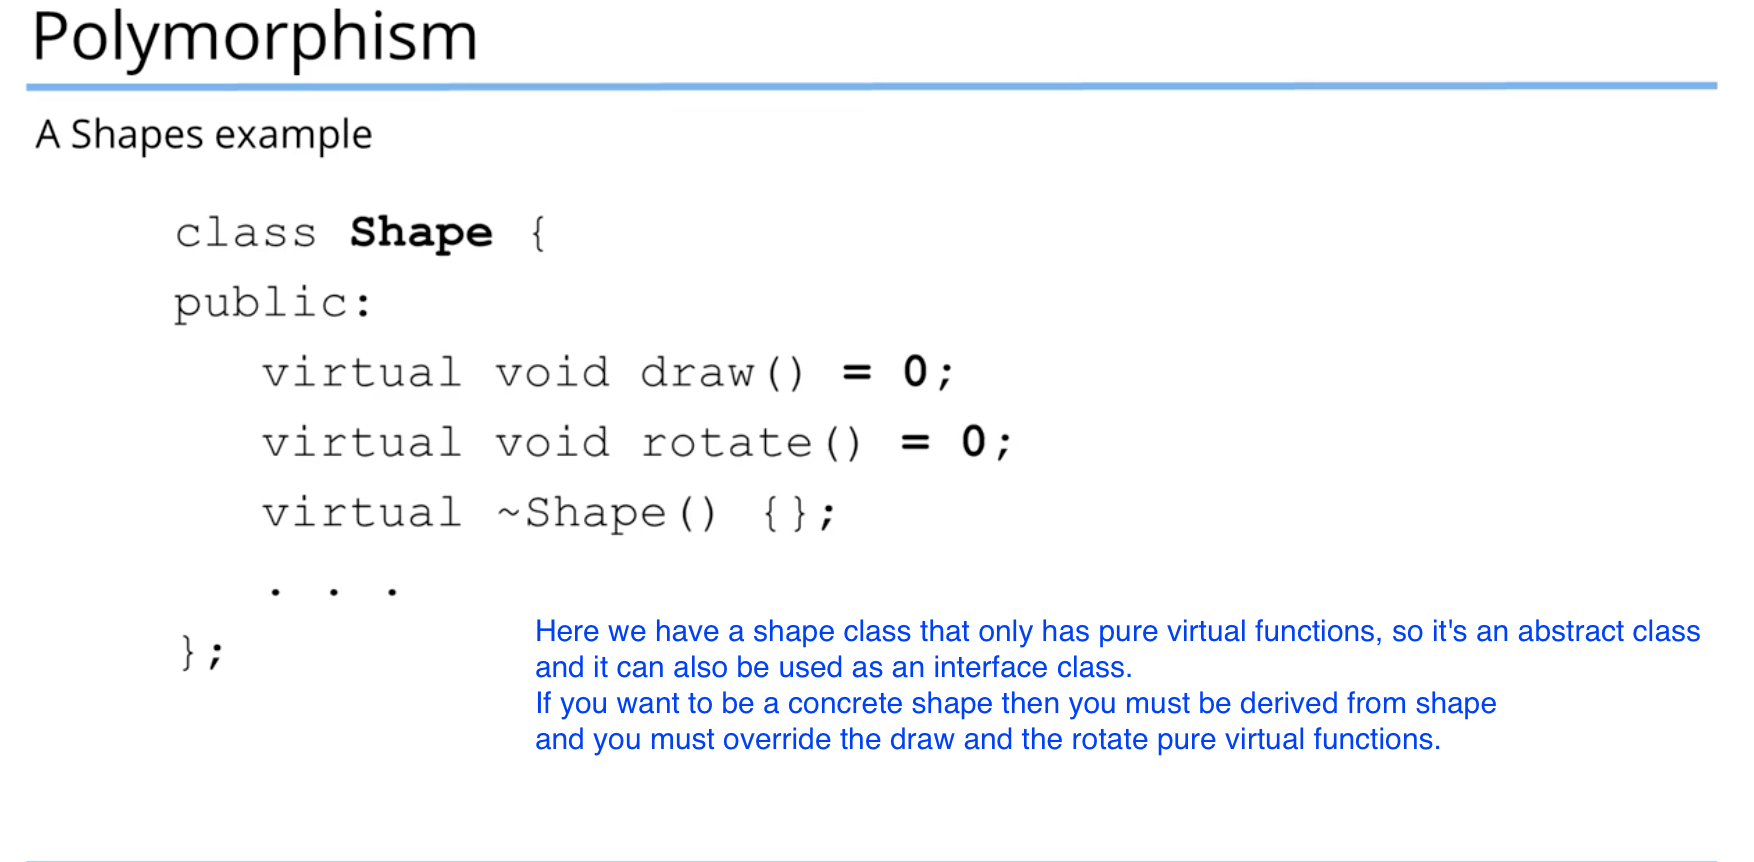 Polymorphism
A Shapes example
class Shape {
public:
virtual void draw() = 0;
virtual void rotate() = 0;
virtual ~Shape() {};
. . .
};
Here we have a shape class that only has pure virtual functions, so it's an abstract class
and it can also be used as an interface class.
If you want to be a concrete shape then you must be derived from shape
and you must override the draw and the rotate pure virtual functions.